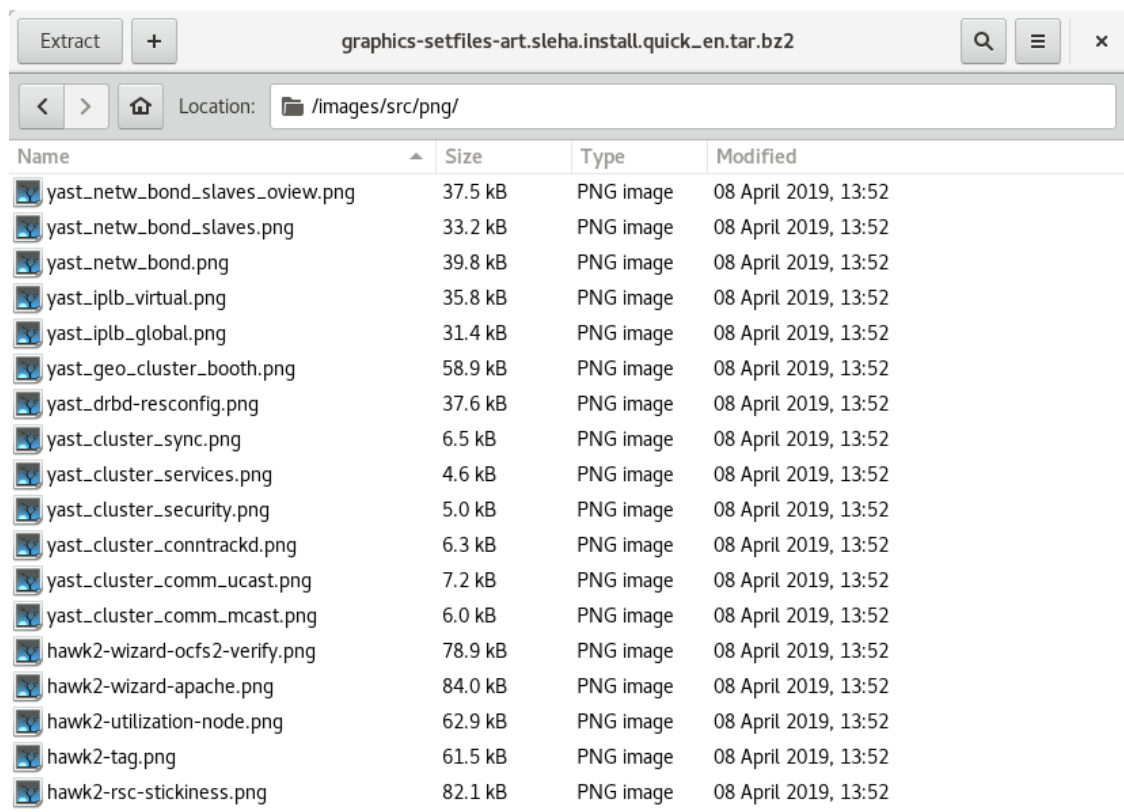 Extract + graphics-setfiles-art.sleha.install.quick_en.tar.bz2
Location: /images/src/png/
Name Size Type Modified
yast_netw_bond_slaves_oview.png 37.5 kB PNG image 08 April 2019, 13:52
yast_netw_bond_slaves.png 33.2 kB PNG image 08 April 2019, 13:52
yast_netw_bond.png 39.8 kB PNG image 08 April 2019, 13:52
yast_iplb_virtual.png 35.8 kB PNG image 08 April 2019, 13:52
yast_iplb_global.png 31.4 kB PNG image 08 April 2019, 13:52
yast_geo_cluster_booth.png 58.9 kB PNG image 08 April 2019, 13:52
yast_drbd-resconfig.png 37.6 kB PNG image 08 April 2019, 13:52
yast_cluster_sync.png 6.5 kB PNG image 08 April 2019, 13:52
yast_cluster_services.png 4.6 kB PNG image 08 April 2019, 13:52
yast_cluster_security.png 5.0 kB PNG image 08 April 2019, 13:52
yast_cluster_conntrackd.png 6.3 kB PNG image 08 April 2019, 13:52
yast_cluster_comm_ucast.png 7.2 kB PNG image 08 April 2019, 13:52
yast_cluster_comm_mcast.png 6.0 kB PNG image 08 April 2019, 13:52
hawk2-wizard-ocfs2-verify.png 78.9 kB PNG image 08 April 2019, 13:52
hawk2-wizard-apache.png 84.0 kB PNG image 08 April 2019, 13:52
hawk2-utilization-node.png 62.9 kB PNG image 08 April 2019, 13:52
hawk2-tag.png 61.5 kB PNG image 08 April 2019, 13:52
hawk2-rsc-stickiness.png 82.1 kB PNG image 08 April 2019, 13:52